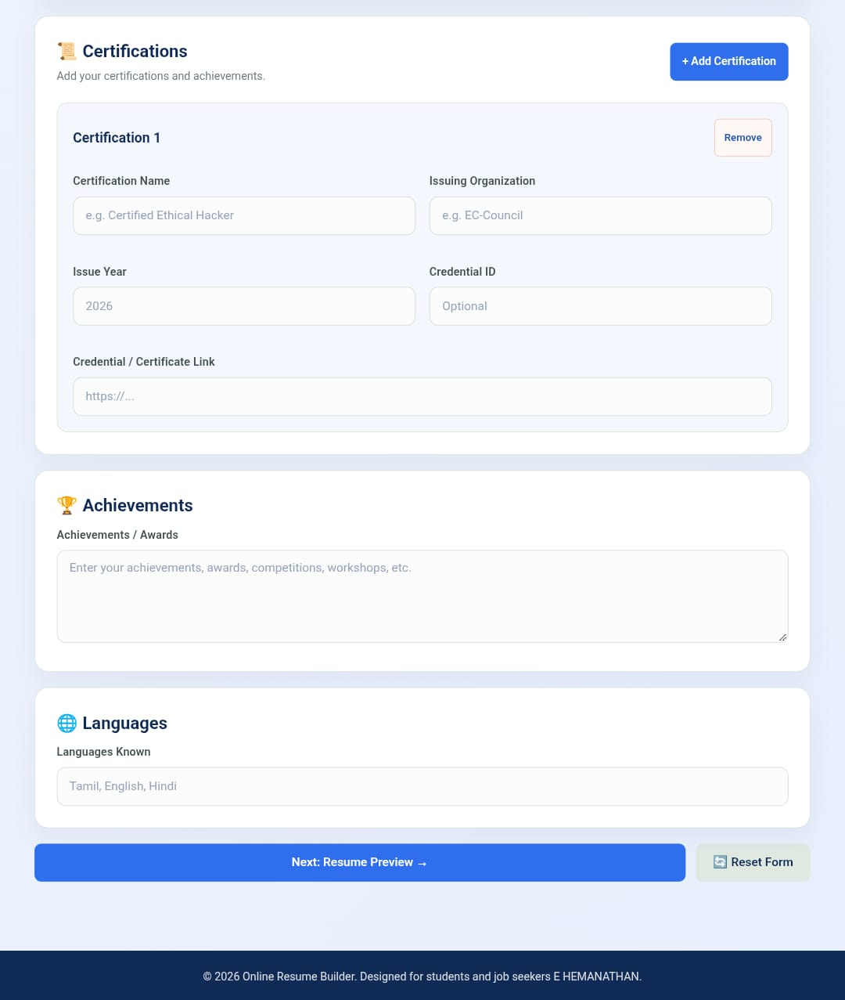 Certifications
Add your certifications and achievements.
+ Add Certification
Certification 1
Remove
Certification Name
Issuing Organization
e.g. Certified Ethical Hacker
e.g. EC-Council
Issue Year
Credential ID
2026
Optional
Credential / Certificate Link
https://...
Achievements
Achievements / Awards
Enter your achievements, awards, competitions, workshops, etc.
Languages
Languages Known
Tamil, English, Hindi
Next: Resume Preview →
Reset Form
© 2026 Online Resume Builder. Designed for students and job seekers E HEMANATHAN.